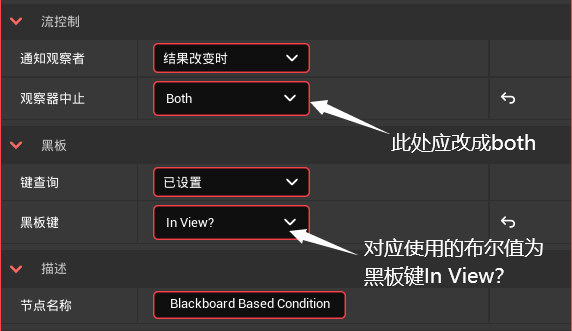 流控制
通知观察者
结果改变时
观察器中止
Both
此处应改成both
黑板
键查询
已设置
黑板键
In View?
对应使用的布尔值为
黑板键In View?
描述
节点名称
Blackboard Based Condition